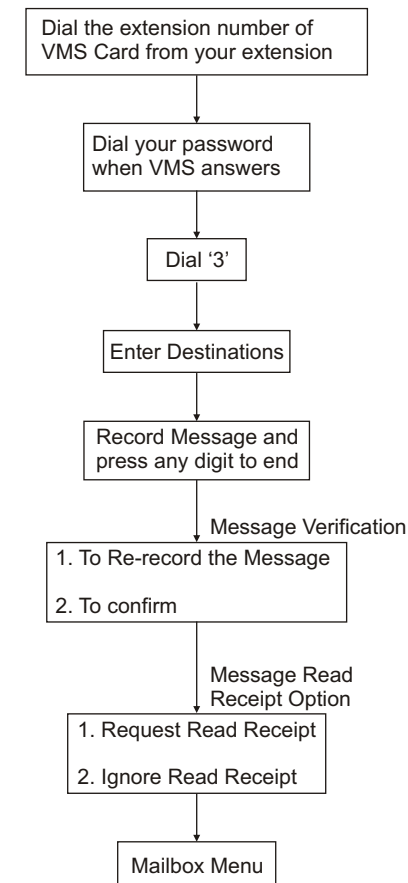 Dial the extension number of
VMS Card from your extension
Dial your password
when VMS answers
Dial ‘3’
Enter Destinations
Record Message and
press any digit to end
Message Verification
1. To Re-record the Message
2. To confirm
Message Read
Receipt Option
1. Request Read Receipt
2. Ignore Read Receipt
Mailbox Menu